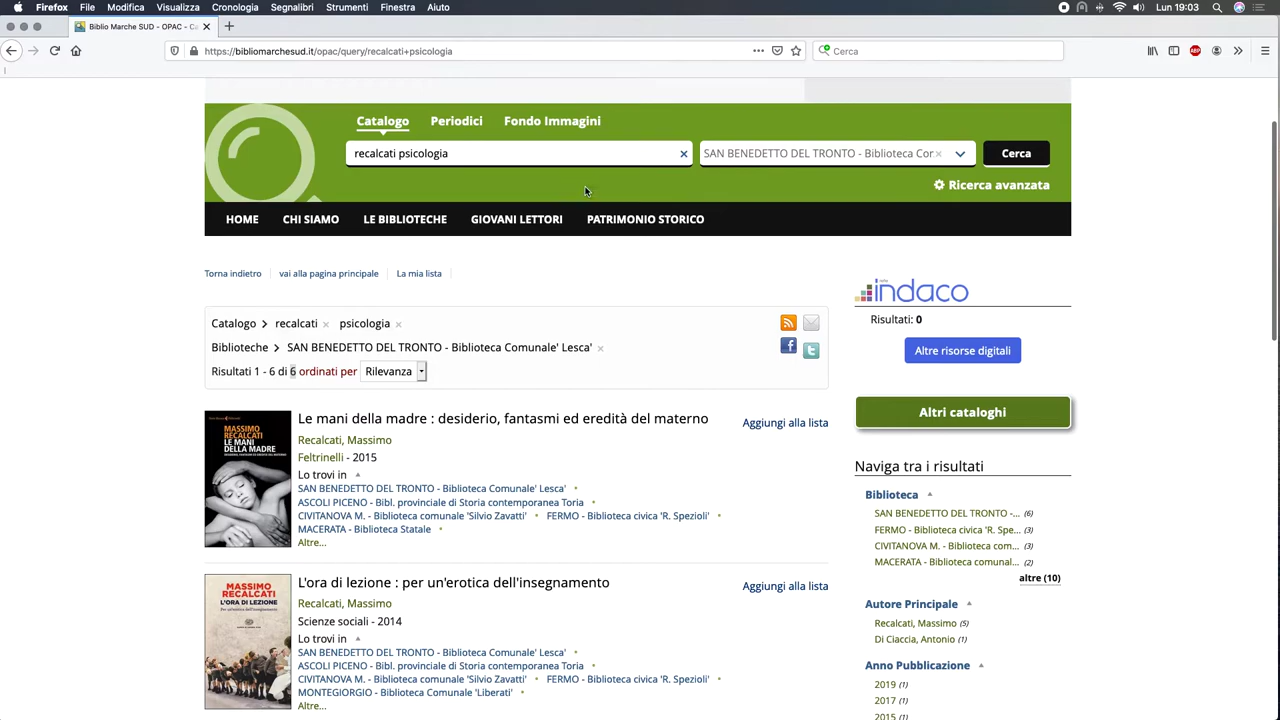 Firefox File Modifica Visualizza Cronologia Segnalibri Strumenti Finestra Aiuto Lun 19:03
Biblio Marche SUD - OPAC - Ca
https://bibliomarchesud.it/opac/query/recalcati+psicologia
Cerca
Catalogo Periodici Fondo Immagini
recalcati psicologia
SAN BENEDETTO DEL TRONTO - Biblioteca Cor
Cerca
Ricerca avanzata
HOME CHI SIAMO LE BIBLIOTECHE GIOVANI LETTORI PATRIMONIO STORICO
Torna indietro vai alla pagina principale La mia lista
Catalogo recalcati psicologia
Biblioteche SAN BENEDETTO DEL TRONTO - Biblioteca Comunale' Lesca'
Risultati 1 - 6 di 6 ordinati per Rilevanza
MASSIMO
RECALCATI
LE MANI
DELLA MADRE
Le mani della madre : desiderio, fantasmi ed eredità del materno
Aggiungi alla lista
Recalcati, Massimo
Feltrinelli - 2015
Lo trovi in
SAN BENEDETTO DEL TRONTO - Biblioteca Comunale' Lesca'
ASCOLI PICENO - Bibl. provinciale di Storia contemporanea Toria
CIVITANOVA M. - Biblioteca comunale 'Silvio Zavatti' FERMO - Biblioteca civica 'R. Spezioli'
MACERATA - Biblioteca Statale
Altre...
MASSIMO
RECALCATI
L'ORA DI LEZIONE
L'ora di lezione : per un'erotica dell'insegnamento
Aggiungi alla lista
Recalcati, Massimo
Scienze sociali - 2014
Lo trovi in
SAN BENEDETTO DEL TRONTO - Biblioteca Comunale' Lesca'
ASCOLI PICENO - Bibl. provinciale di Storia contemporanea Toria
CIVITANOVA M. - Biblioteca comunale 'Silvio Zavatti' FERMO - Biblioteca civica 'R. Spezioli'
MONTEGIORGIO - Biblioteca Comunale 'Liberati'
Altre...
indaco
Risultati: 0
Altre risorse digitali
Altri cataloghi
Naviga tra i risultati
Biblioteca
SAN BENEDETTO DEL TRONTO -... (6)
FERMO - Biblioteca civica 'R. Spe... (3)
CIVITANOVA M. - Biblioteca com... (3)
MACERATA - Biblioteca comunal... (2)
altre (10)
Autore Principale
Recalcati, Massimo (5)
Di Ciaccia, Antonio (1)
Anno Pubblicazione
2019 (1)
2017 (1)
2015 (1)